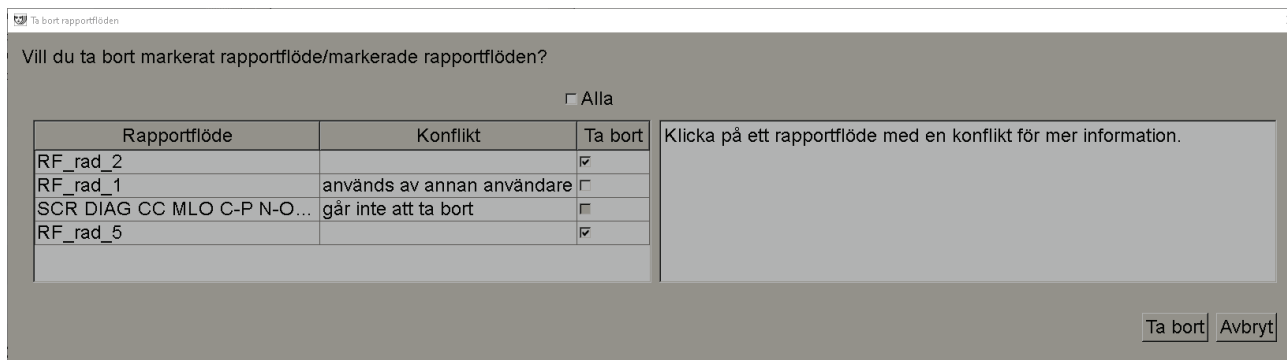 Ta bort rapportflöden
Vill du ta bort markerat rapportflöde/markerade rapportflöden?
Alla
Rapportflöde Konflikt Ta bort
RF_rad_2
RF_rad_1 används av annan användare
SCR DIAG CC MLO C-P N-O... går inte att ta bort
RF_rad_5
Klicka på ett rapportflöde med en konflikt för mer information.
Ta bort Avbryt